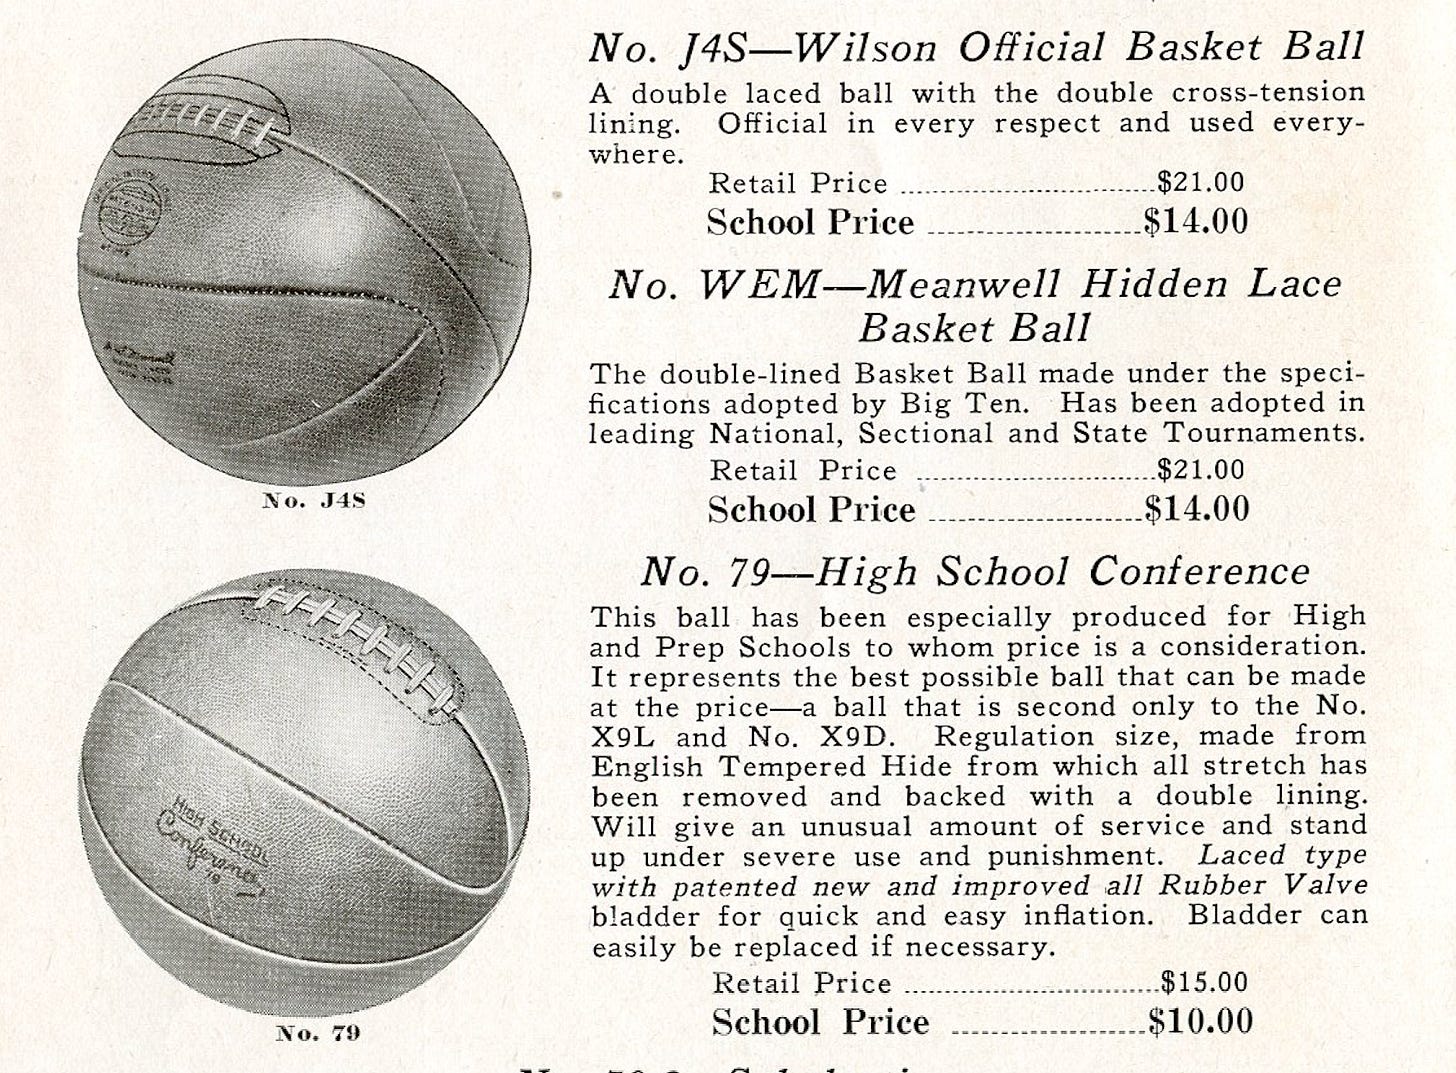 No. J4S—Wilson Official Basket Ball
A double laced ball with the double cross-tension
lining. Official in every respect and used every-
where.
Retail Price ........................ $21.00
School Price ........................ $14.00
No. WEM—Meanwell Hidden Lace
Basket Ball
The double-lined Basket Ball made under the speci-
fications adopted by Big Ten. Has been adopted in
leading National, Sectional and State Tournaments.
Retail Price ........................ $21.00
School Price ........................ $14.00
No. J4S
No. 79—High School Conference
This ball has been especially produced for High
and Prep Schools to whom price is a consideration.
It represents the best possible ball that can be made
at the price—a ball that is second only to the No.
X9L and No. X9D. Regulation size, made from
English Tempered Hide from which all stretch has
been removed and backed with a double lining.
Will give an unusual amount of service and stand
up under severe use and punishment. Laced type
with patented new and improved all Rubber Valve
bladder for quick and easy inflation. Bladder can
easily be replaced if necessary.
Retail Price ........................ $15.00
School Price ........................ $10.00
HIGH SCHOOL
Conference
79
No. 79